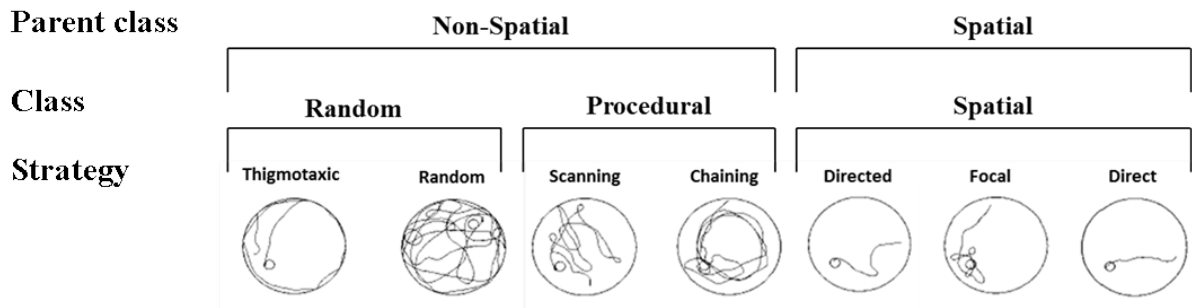 Parent class Non-Spatial Spatial
Class Random Procedural Spatial
Strategy Thigmotaxic Random Scanning Chaining Directed Focal Direct